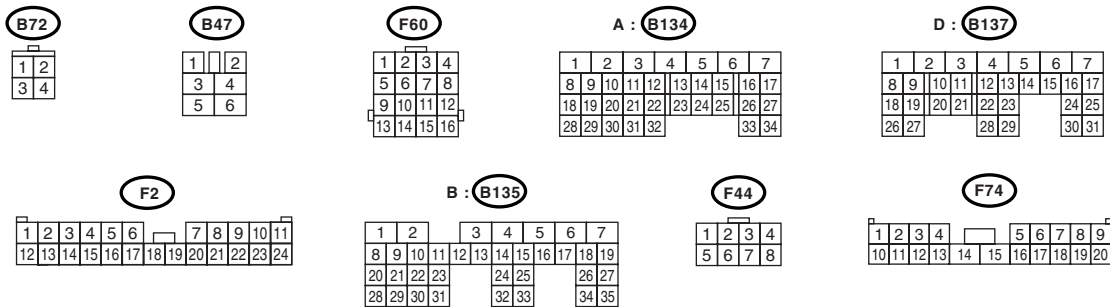 B72 B47 F60 A : B134 D : B137
1 2
3 4
1 2
3 4
5 6
1 2 3 4
5 6 7 8
9 10 11 12
13 14 15 16
1 2 3 4 5 6 7
8 9 10 11 12 13 14 15 16 17
18 19 20 21 22 23 24 25 26 27
28 29 30 31 32 33 34
1 2 3 4 5 6 7
8 9 10 11 12 13 14 15 16 17
18 19 20 21 22 23 24 25
26 27 28 29 30 31
F2 B : B135 F44 F74
1 2 3 4 5 6 7 8 9 10 11
12 13 14 15 16 17 18 19 20 21 22 23 24
1 2 3 4 5 6 7
8 9 10 11 12 13 14 15 16 17 18 19
20 21 22 23 24 25 26 27
28 29 30 31 32 33 34 35
1 2 3 4
5 6 7 8
1 2 3 4 5 6 7 8 9
10 11 12 13 14 15 16 17 18 19 20